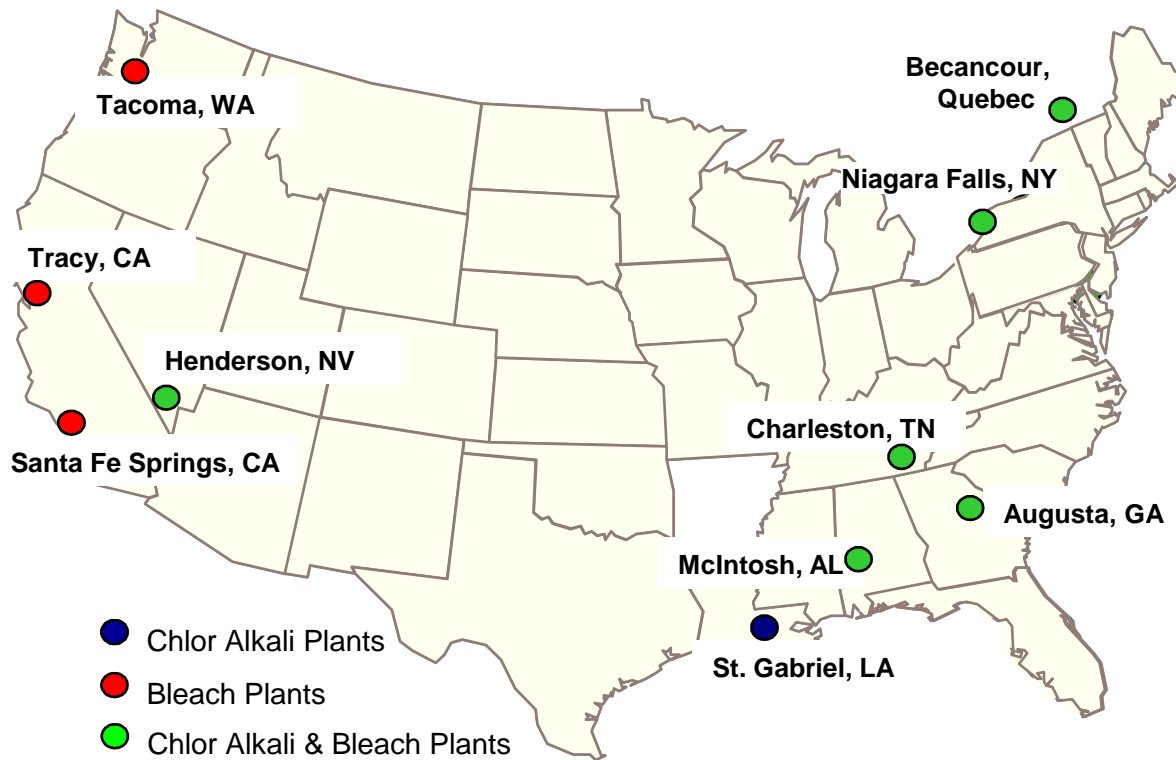 Becancour,
Quebec
Tacoma, WA
Niagara Falls, NY
Tracy, CA
Henderson, NV
Charleston, TN
Santa Fe Springs, CA
Augusta, GA
McIntosh, AL
St. Gabriel, LA
Chlor Alkali Plants
Bleach Plants
Chlor Alkali & Bleach Plants